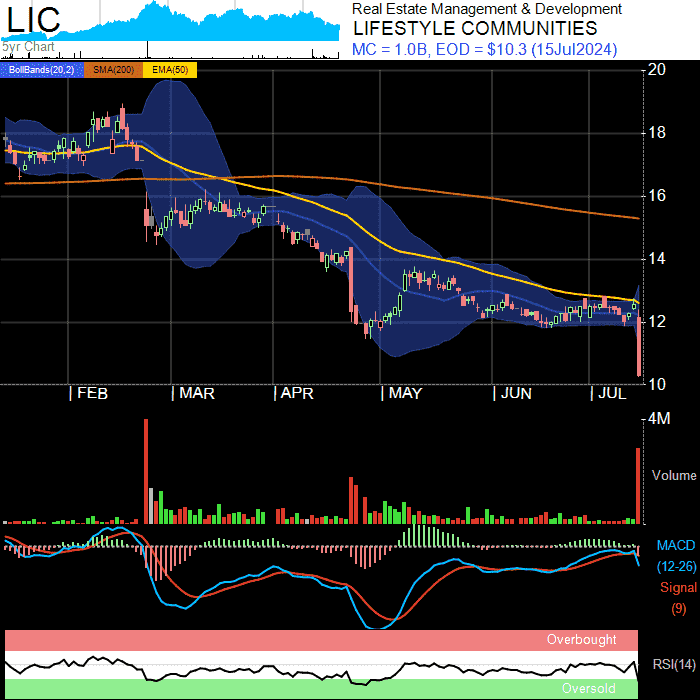 LIC
5yr Chart
Real Estate Management & Development
LIFESTYLE COMMUNITIES
MC = 1.0B, EOD = $10.3 (15Jul2024)
BollBands(20,2) SMA(200) EMA(50)
20
18
16
14
12
10
FEB MAR APR MAY JUN JUL
4M
Volume
MACD
(12-26)
Signal
(9)
Overbought
RSI(14)
Oversold